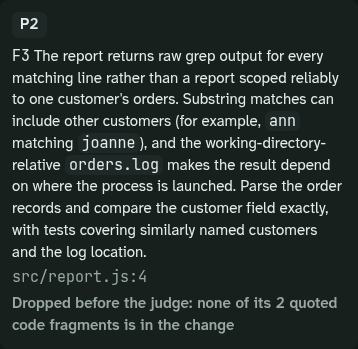 P2
F3 The report returns raw grep output for every
matching line rather than a report scoped reliably
to one customer's orders. Substring matches can
include other customers (for example, ann
matching joanne), and the working-directory-
relative orders.log makes the result depend
on where the process is launched. Parse the order
records and compare the customer field exactly,
with tests covering similarly named customers
and the log location.
src/report.js:4
Dropped before the judge: none of its 2 quoted
code fragments is in the change